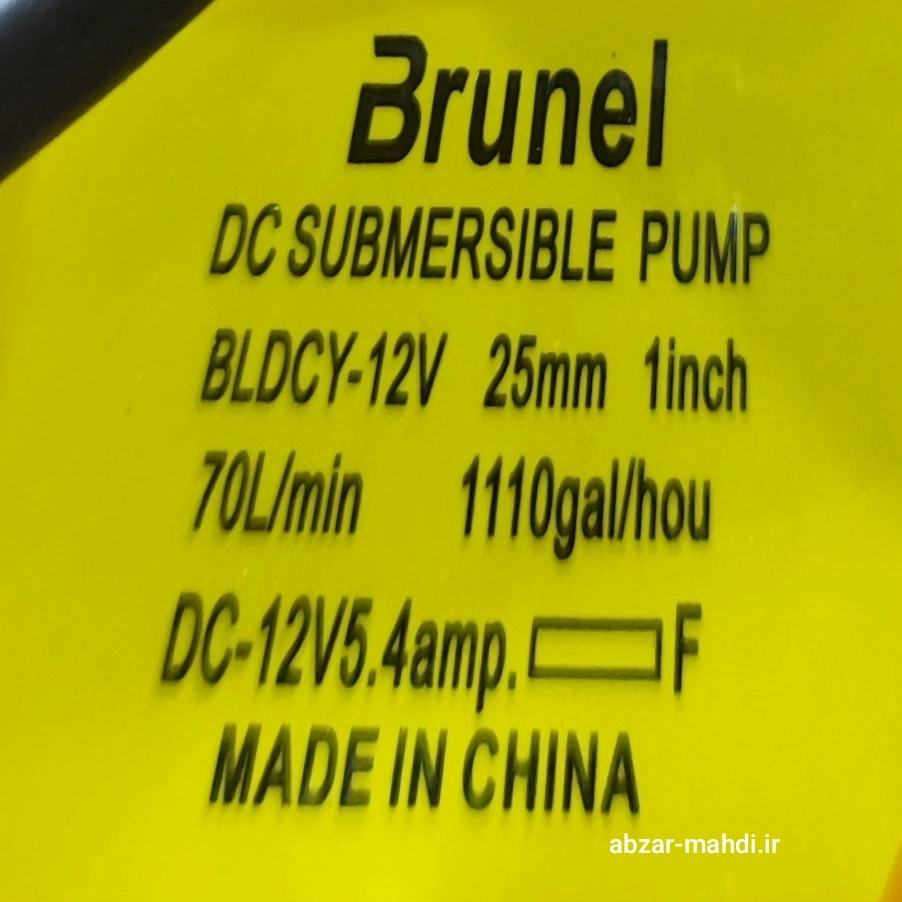 Brunel
DC SUBMERSIBLE PUMP
BLDCY-12V 25mm 1inch
70L/min 1110gal/hou
DC-12V5.4amp. F
MADE IN CHINA
abzar-mahdi.ir